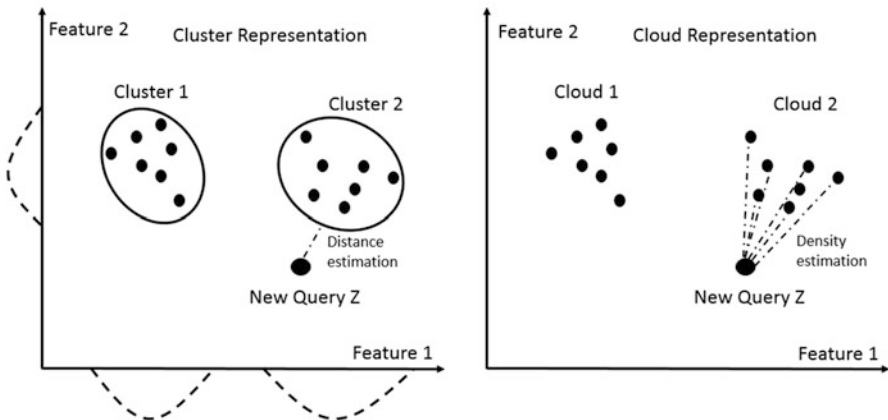 Feature 2
Cluster Representation
Cluster 1
Cluster 2
Distance
estimation
New Query Z
Feature 1
Feature 2
Cloud Representation
Cloud 1
Cloud 2
Density
estimation
New Query Z
Feature 1